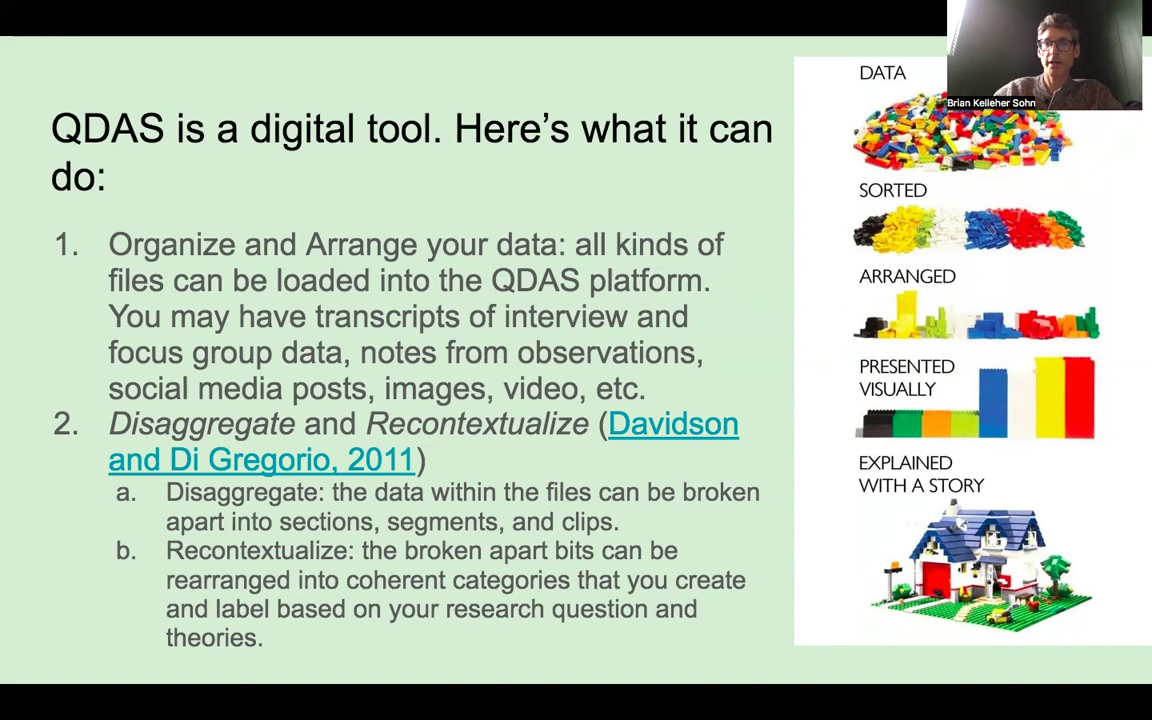 QDAS is a digital tool. Here’s what it can
do:
1. Organize and Arrange your data: all kinds of
files can be loaded into the QDAS platform.
You may have transcripts of interview and
focus group data, notes from observations,
social media posts, images, video, etc.
2. Disaggregate and Recontextualize (Davidson
and Di Gregorio, 2011)
a. Disaggregate: the data within the files can be broken
apart into sections, segments, and clips.
b. Recontextualize: the broken apart bits can be
rearranged into coherent categories that you create
and label based on your research question and
theories.
DATA
SORTED
ARRANGED
PRESENTED
VISUALLY
EXPLAINED
WITH A STORY
Brian Kelleher Sohn